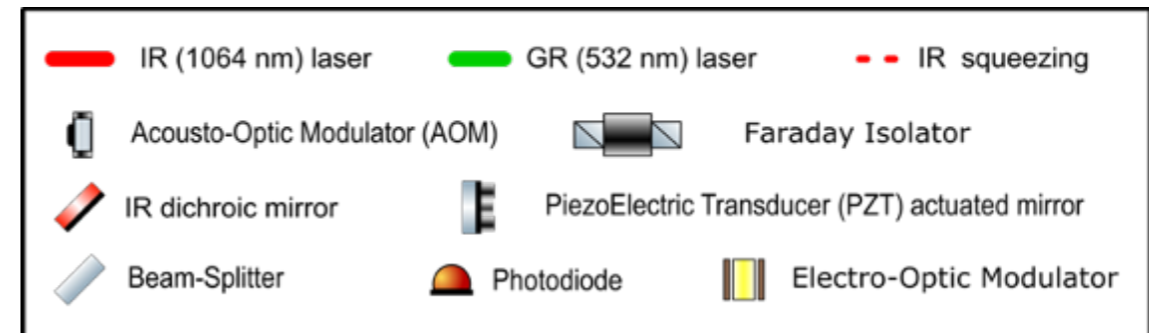 IR (1064 nm) laser GR (532 nm) laser IR squeezing
Acousto-Optic Modulator (AOM) Faraday Isolator
IR dichroic mirror PiezoElectric Transducer (PZT) actuated mirror
Beam-Splitter Photodiode Electro-Optic Modulator